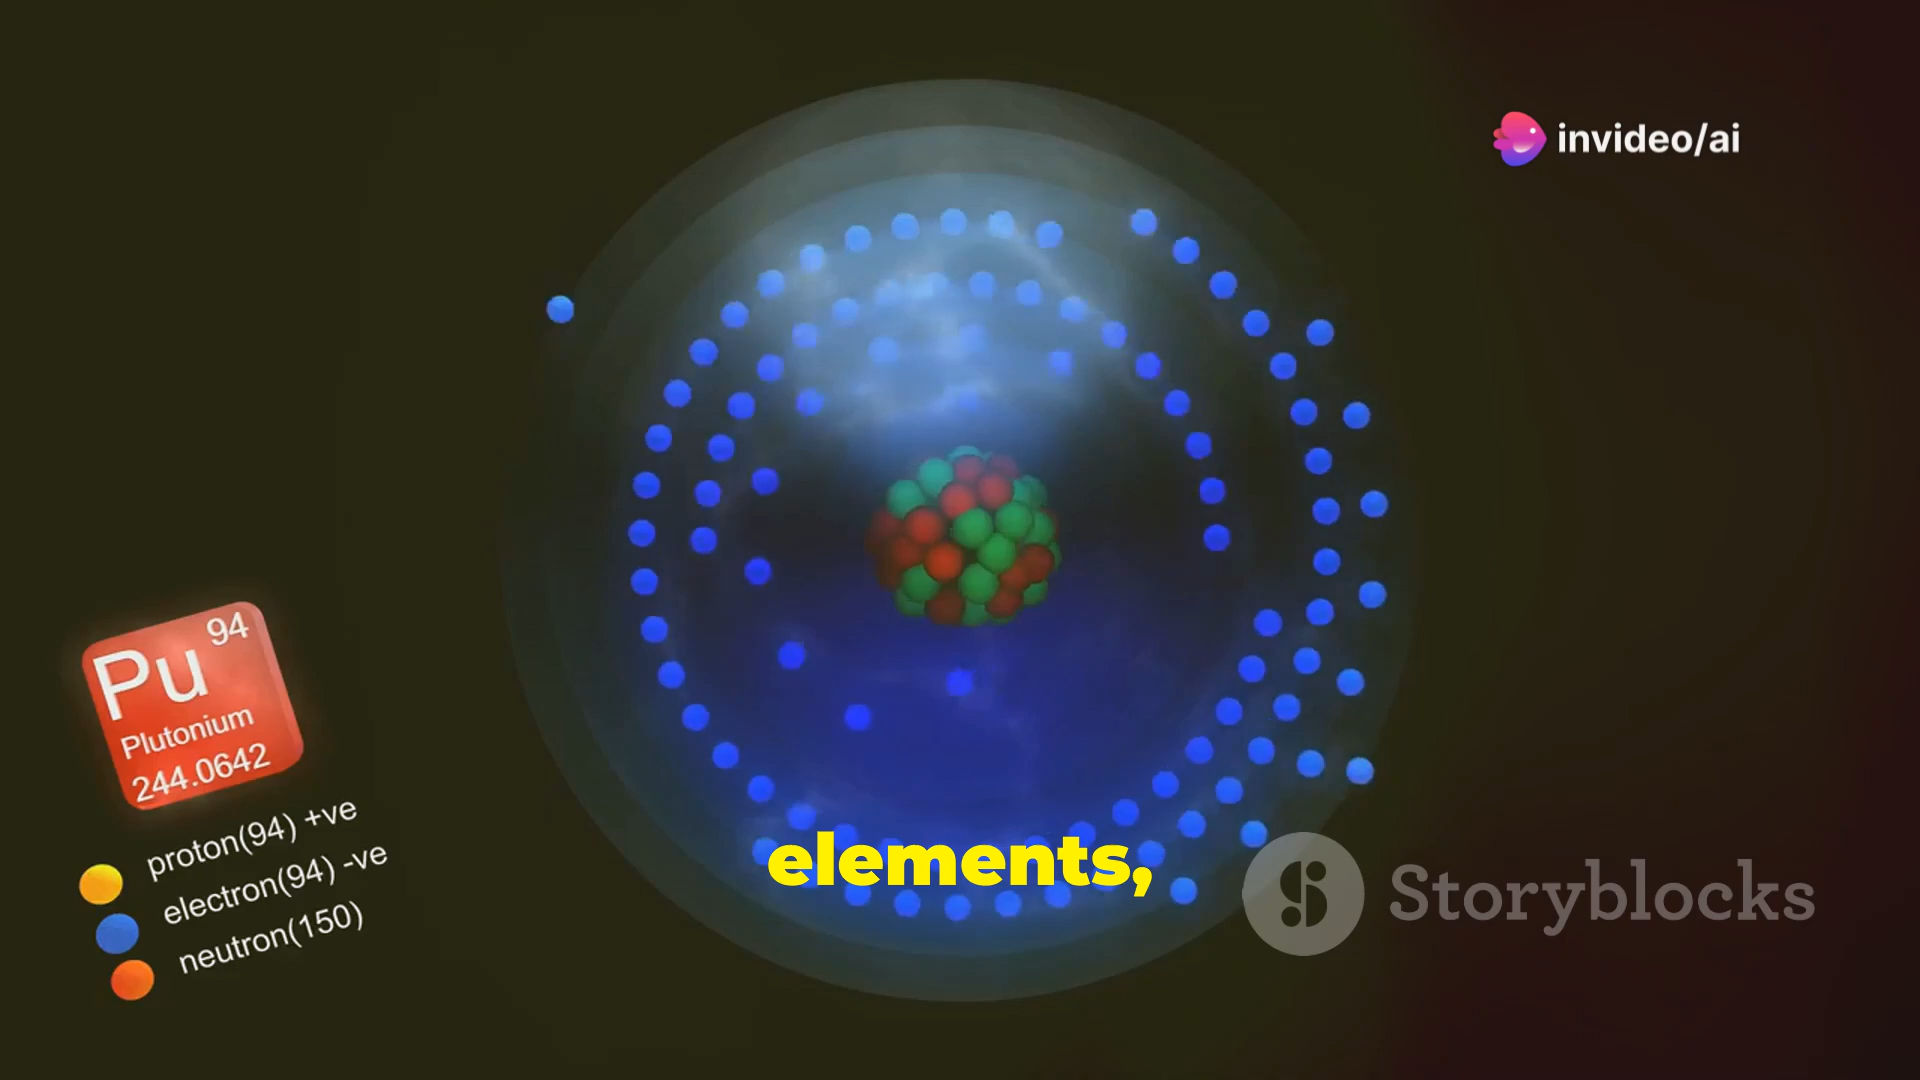 invideo/ai
94
Pu
Plutonium
244.0642
proton(94) +ve
electron(94) -ve
neutron(150)
elements,
Storyblocks